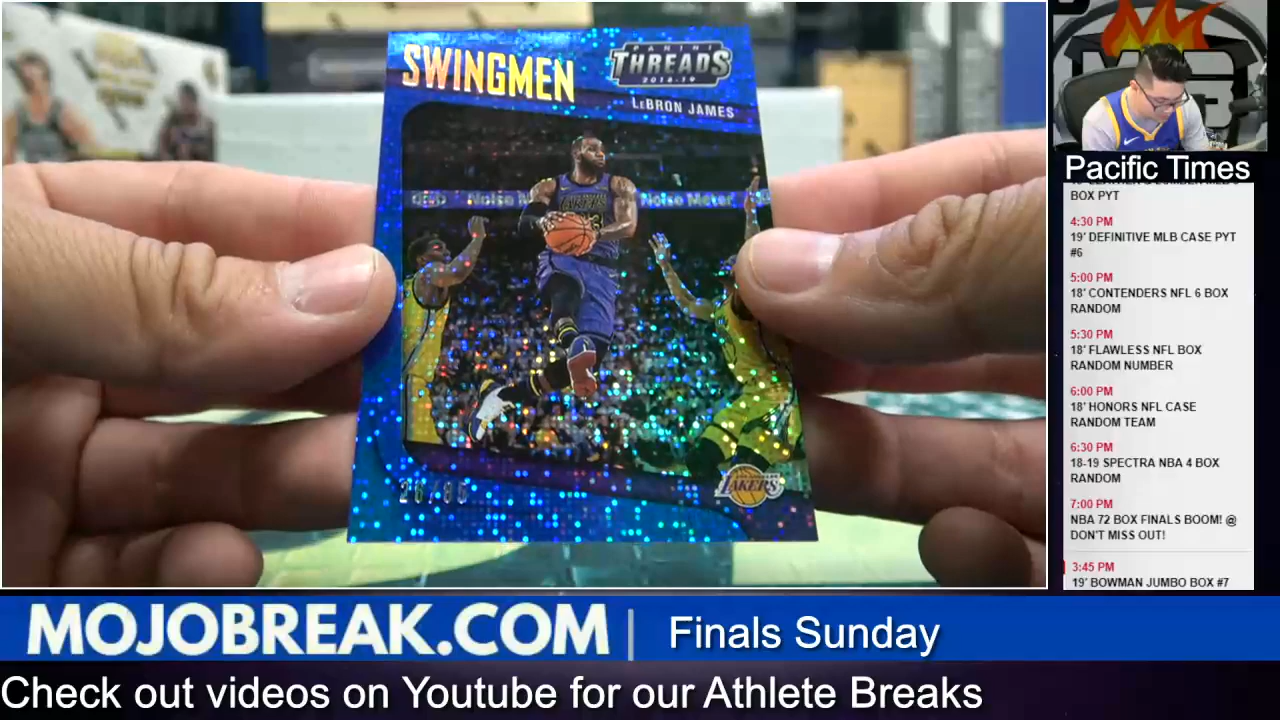 SWINGMEN
PANINI
THREADS
2018-19
LEBRON JAMES
Noise Meter
LAKERS
Pacific Times
BOX PYT
4:30 PM
19' DEFINITIVE MLB CASE PYT
#6
5:00 PM
18' CONTENDERS NFL 6 BOX
RANDOM
5:30 PM
18' FLAWLESS NFL BOX
RANDOM NUMBER
6:00 PM
18' HONORS NFL CASE
RANDOM TEAM
6:30 PM
18-19 SPECTRA NBA 4 BOX
RANDOM
7:00 PM
NBA 72 BOX FINALS BOOM! @
DON'T MISS OUT!
3:45 PM
19' BOWMAN JUMBO BOX #7
MOJOBREAK.COM | Finals Sunday
Check out videos on Youtube for our Athlete Breaks